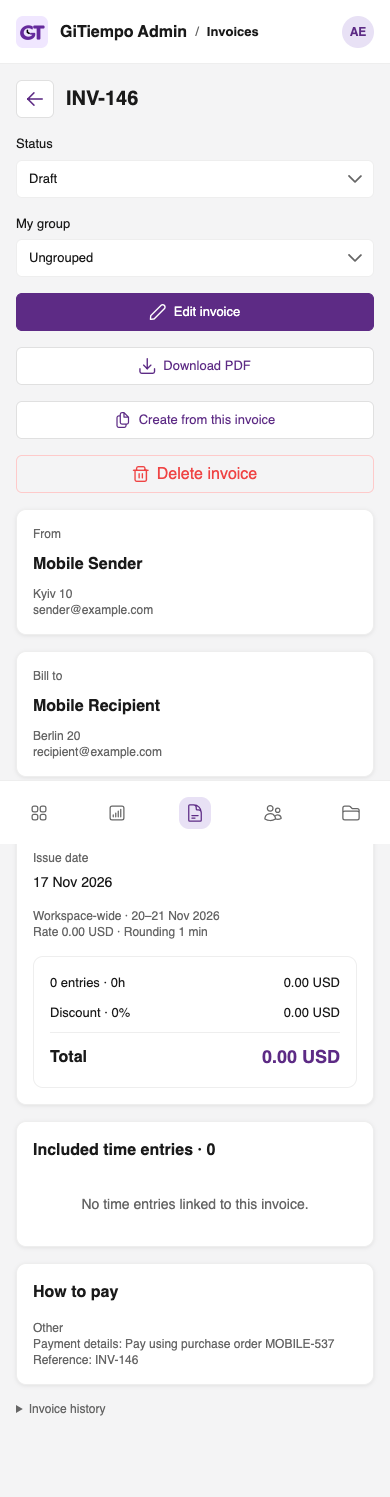 GT GiTiempo Admin / Invoices AE
INV-146
Status
Draft
My group
Ungrouped
Edit invoice
Download PDF
Create from this invoice
Delete invoice
From
Mobile Sender
Kyiv 10
sender@example.com
Bill to
Mobile Recipient
Berlin 20
recipient@example.com
Issue date
17 Nov 2026
Workspace-wide · 20–21 Nov 2026
Rate 0.00 USD · Rounding 1 min
0 entries · 0h 0.00 USD
Discount · 0% 0.00 USD
Total 0.00 USD
Included time entries · 0
No time entries linked to this invoice.
How to pay
Other
Payment details: Pay using purchase order MOBILE-537
Reference: INV-146
Invoice history